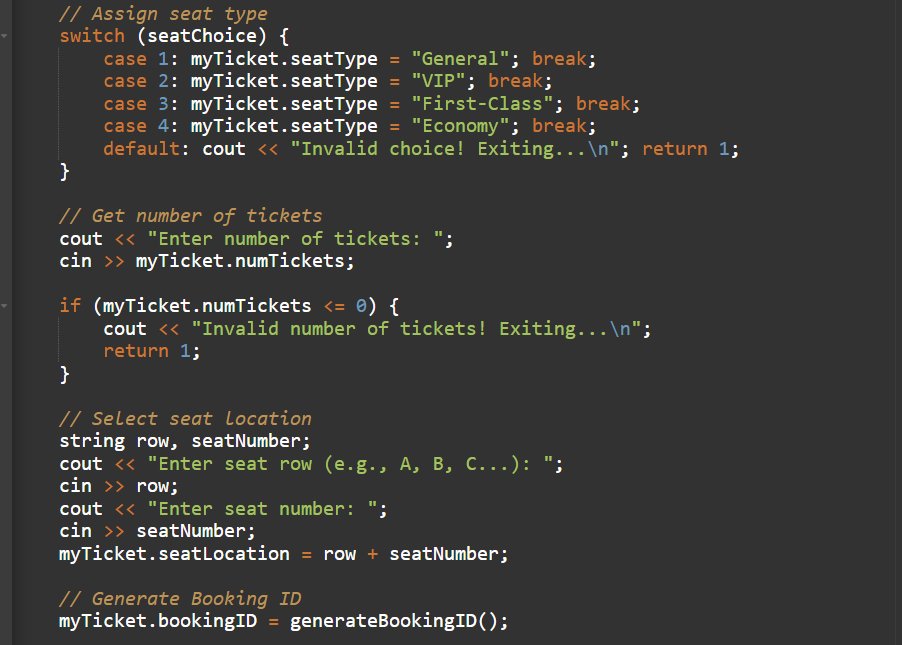 // Assign seat type
switch (seatChoice) {
    case 1: myTicket.seatType = "General"; break;
    case 2: myTicket.seatType = "VIP"; break;
    case 3: myTicket.seatType = "First-Class"; break;
    case 4: myTicket.seatType = "Economy"; break;
    default: cout << "Invalid choice! Exiting...\n"; return 1;
}

// Get number of tickets
cout << "Enter number of tickets: ";
cin >> myTicket.numTickets;

if (myTicket.numTickets <= 0) {
    cout << "Invalid number of tickets! Exiting...\n";
    return 1;
}

// Select seat location
string row, seatNumber;
cout << "Enter seat row (e.g., A, B, C...): ";
cin >> row;
cout << "Enter seat number: ";
cin >> seatNumber;
myTicket.seatLocation = row + seatNumber;

// Generate Booking ID
myTicket.bookingID = generateBookingID();